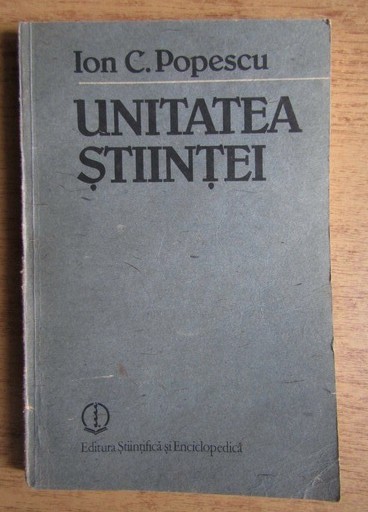 Ion C. Popescu
UNITATEA
ȘTIINȚEI
Editura Științifică și Enciclopedică